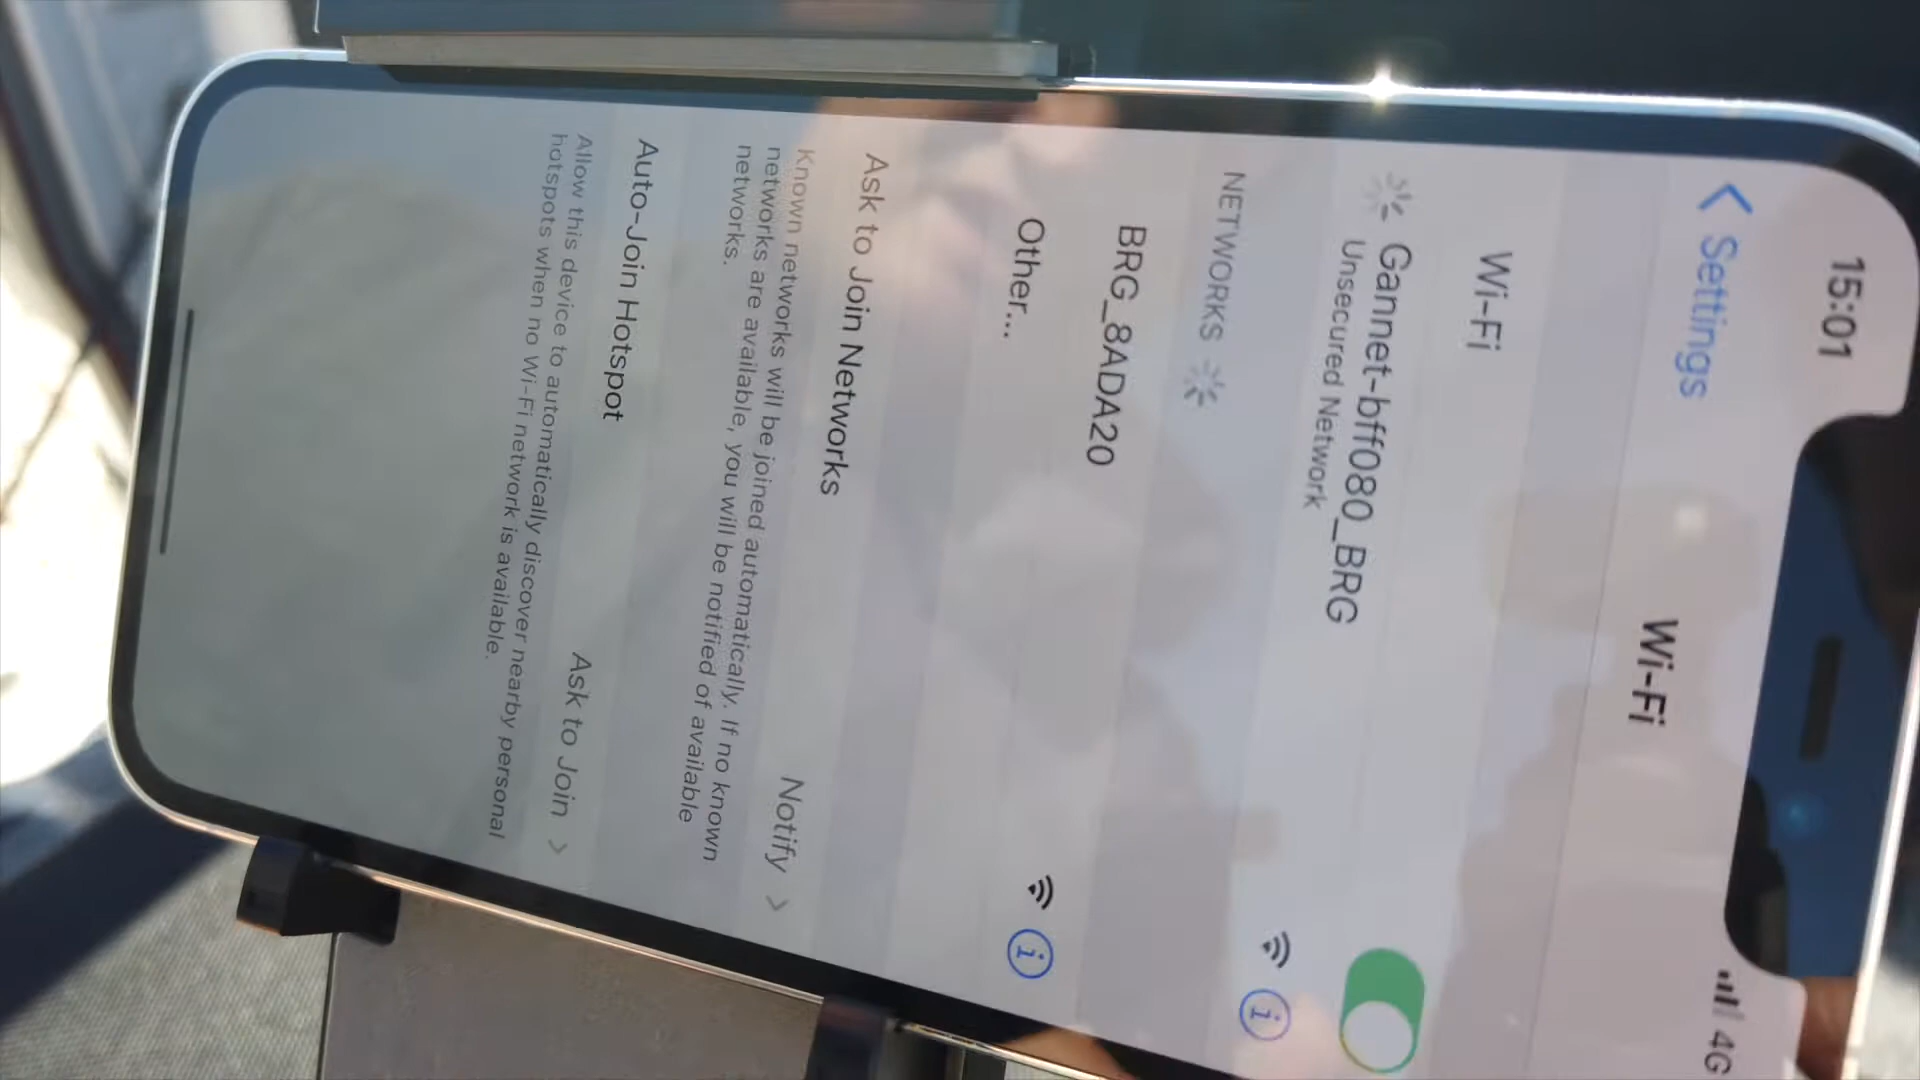 15:01
4G
Settings
Wi-Fi
Wi-Fi
Gannet-bff080_BRG
Unsecured Network
NETWORKS
BRG_8ADA20
Other...
Ask to Join Networks
Notify
Known networks will be joined automatically. If no known
networks are available, you will be notified of available
networks.
Auto-Join Hotspot
Ask to Join
Allow this device to automatically discover nearby personal
hotspots when no Wi-Fi network is available.